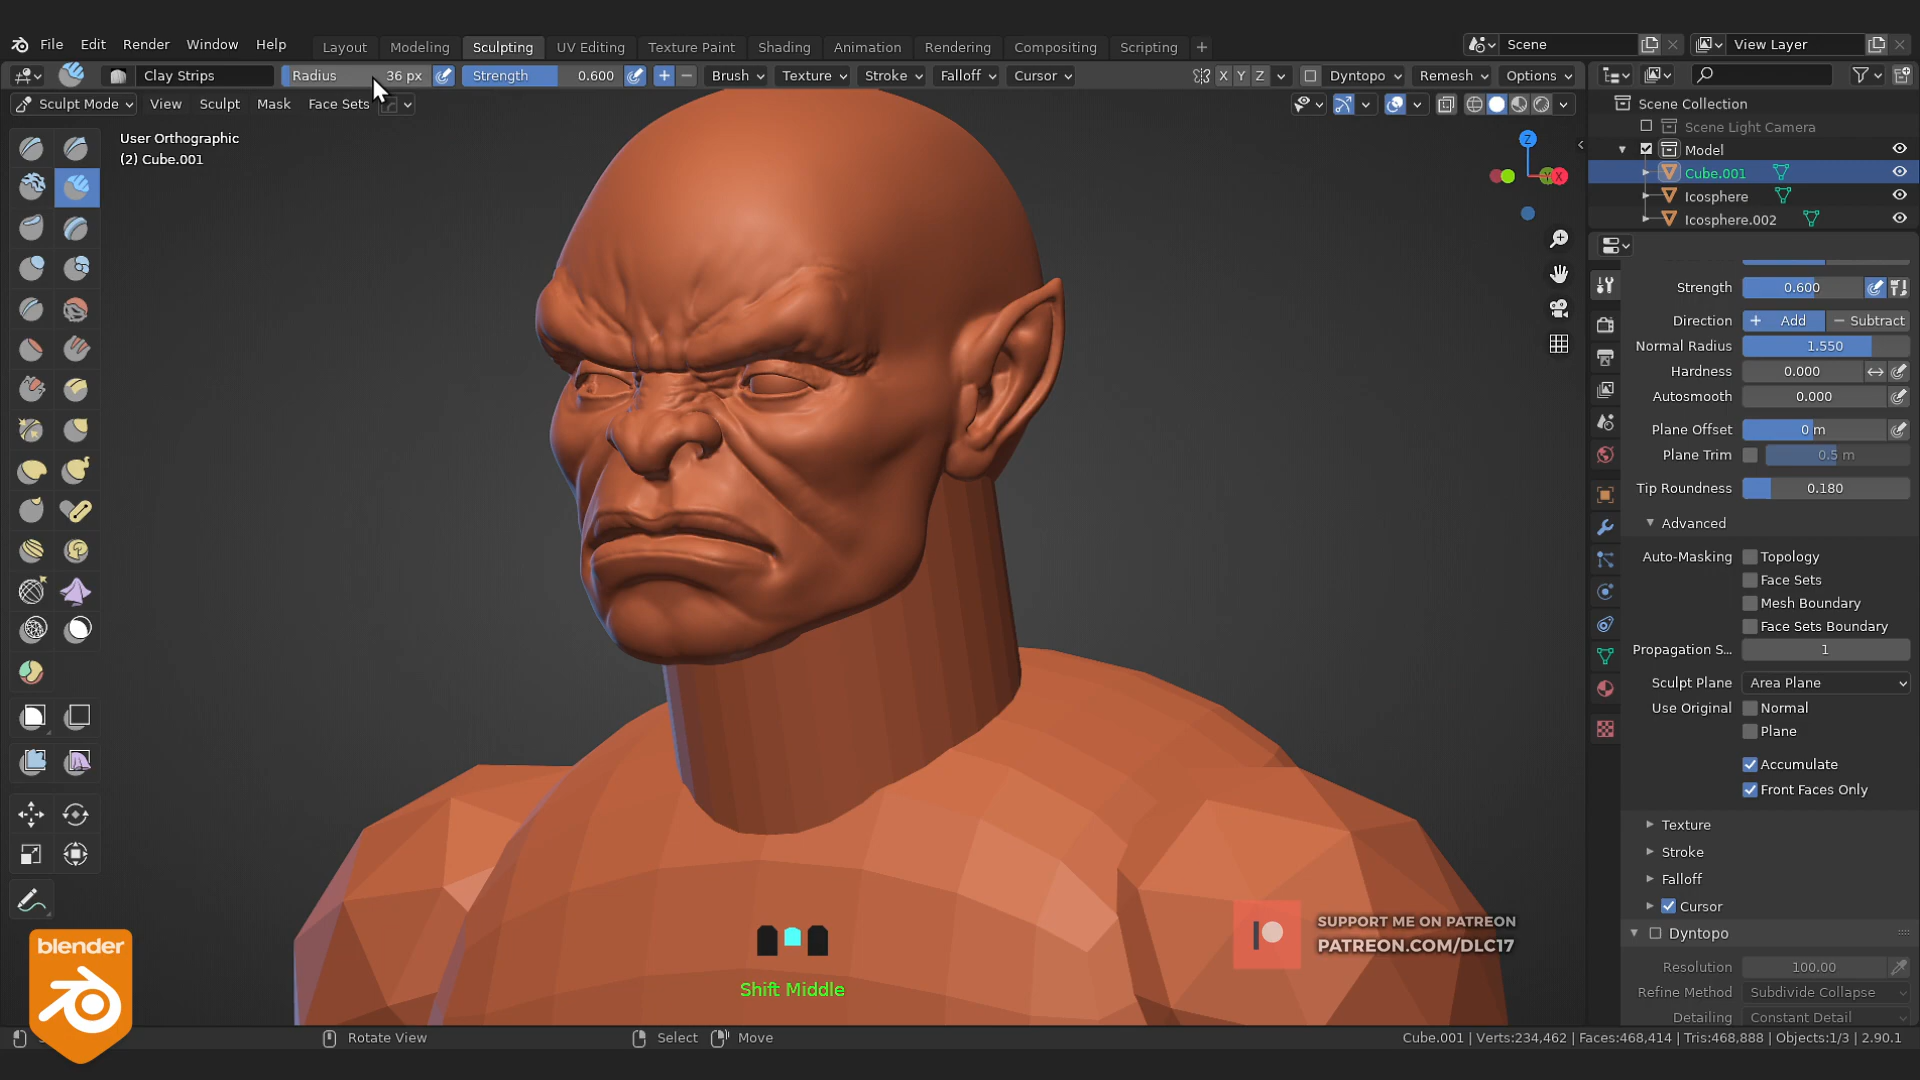 File Edit Render Window Help Layout Modeling Sculpting UV Editing Texture Paint Shading Animation Rendering Compositing Scripting + Scene View Layer
Clay Strips Radius 36 px Strength 0.600 Brush Texture Stroke Falloff Cursor X Y Z Dyntopo Remesh Options
Sculpt Mode View Sculpt Mask Face Sets
User Orthographic
(2) Cube.001
Z
Y
X
Scene Collection
Scene Light Camera
Model
Cube.001
Icosphere
Icosphere.002
Strength 0.600
Direction + Add − Subtract
Normal Radius 1.550
Hardness 0.000
Autosmooth 0.000
Plane Offset 0 m
Plane Trim 0.5 m
Tip Roundness 0.180
Advanced
Auto-Masking Topology
Face Sets
Mesh Boundary
Face Sets Boundary
Propagation S... 1
Sculpt Plane Area Plane
Use Original Normal
Plane
Accumulate
Front Faces Only
Texture
Stroke
Falloff
Cursor
Dyntopo
Resolution 100.00
Refine Method Subdivide Collapse
Detailing Constant Detail
SUPPORT ME ON PATREON
PATREON.COM/DLC17
Shift Middle
blender
Rotate View Select Move Cube.001 | Verts:234,462 | Faces:468,414 | Tris:468,888 | Objects:1/3 | 2.90.1